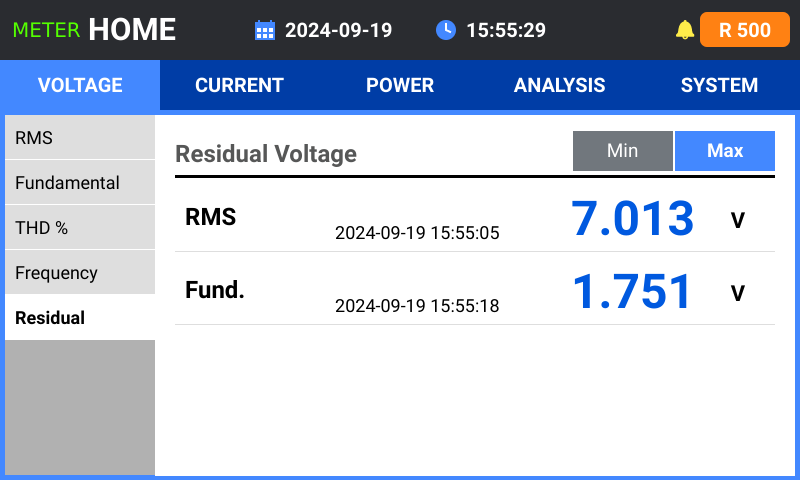 METER HOME 2024-09-19 15:55:29 R 500
VOLTAGE CURRENT POWER ANALYSIS SYSTEM
RMS
Fundamental
THD %
Frequency
Residual
Residual Voltage Min Max
RMS 2024-09-19 15:55:05 7.013 V
Fund. 2024-09-19 15:55:18 1.751 V